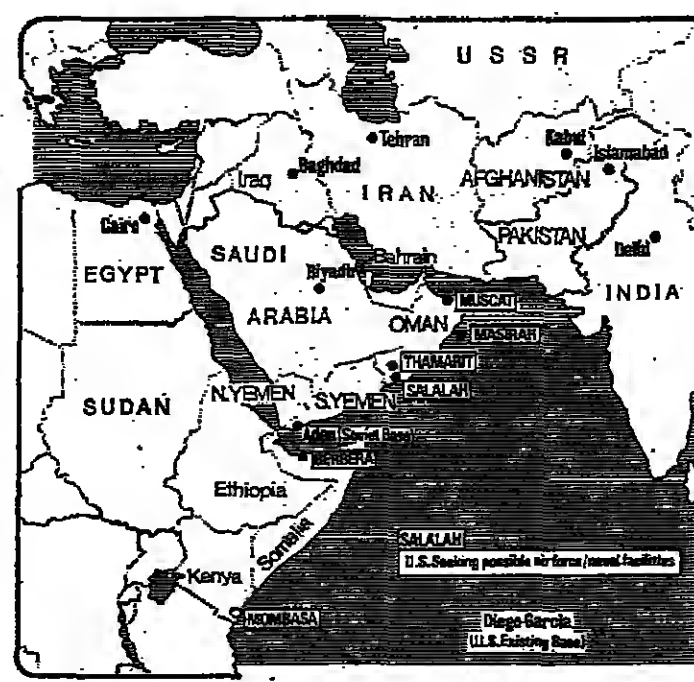 USSR
Tehran
Kabul
Islamabad
Baghdad
Iraq
IRAN
AFGHANISTAN
Cairo
SAUDI
Bahrain
PAKISTAN
Delhi
EGYPT
Riyadh
INDIA
MUSCAT
ARABIA
OMAN
MASIRAH
THAMARIT
N.YEMEN
S.YEMEN
SALALAH
SUDAN
Aden (Soviet Base)
BERBERA
Ethiopia
Somalia
SALALAH
U.S. Seeking possible airforce/naval facilities
Kenya
MOMBASA
Diego Garcia
(U.S. Existing Base)